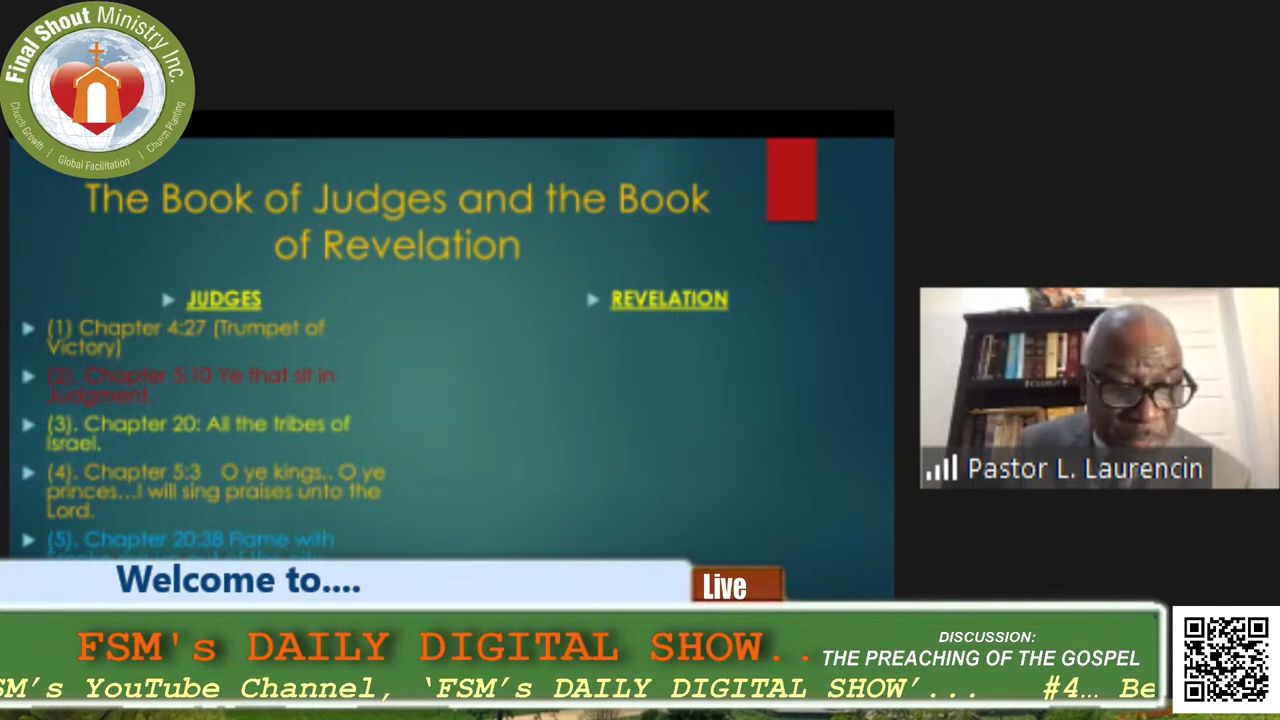 Final Shout Ministry Inc.
Church Growth | Global Facilitation | Church Planting
The Book of Judges and the Book
of Revelation
JUDGES
REVELATION
(1) Chapter 4:27 (Trumpet of
Victory)
(2). Chapter 5:10 Ye that sit in
Judgment.
(3). Chapter 20: All the tribes of
Israel.
(4). Chapter 5:3 O ye kings.. O ye
princes...I will sing praises unto the
Lord.
(5). Chapter 20:38 Flame with
Pastor L. Laurencin
Welcome to....
Live
FSM's DAILY DIGITAL SHOW..
DISCUSSION:
THE PREACHING OF THE GOSPEL
SM’s YouTube Channel, ‘FSM’s DAILY DIGITAL SHOW’... #4… Be